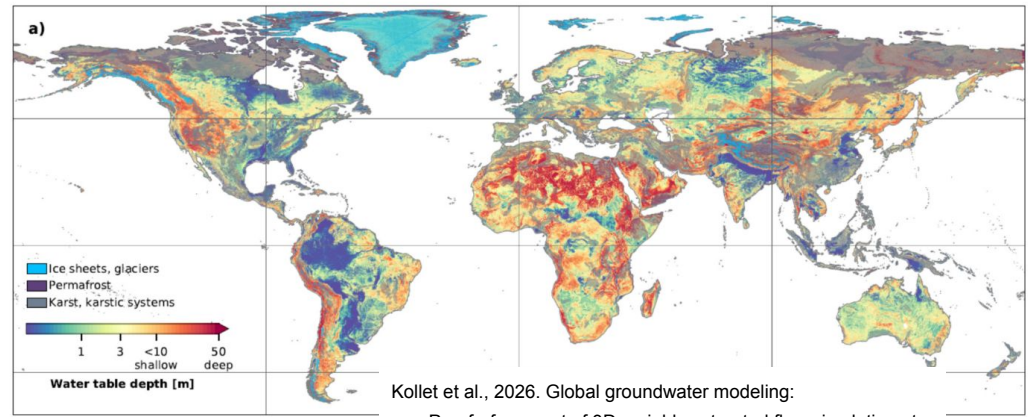 a)
Ice sheets, glaciers
Permafrost
Karst, karstic systems
1 3 <10 50
shallow deep
Water table depth [m]
Kollet et al., 2026. Global groundwater modeling: